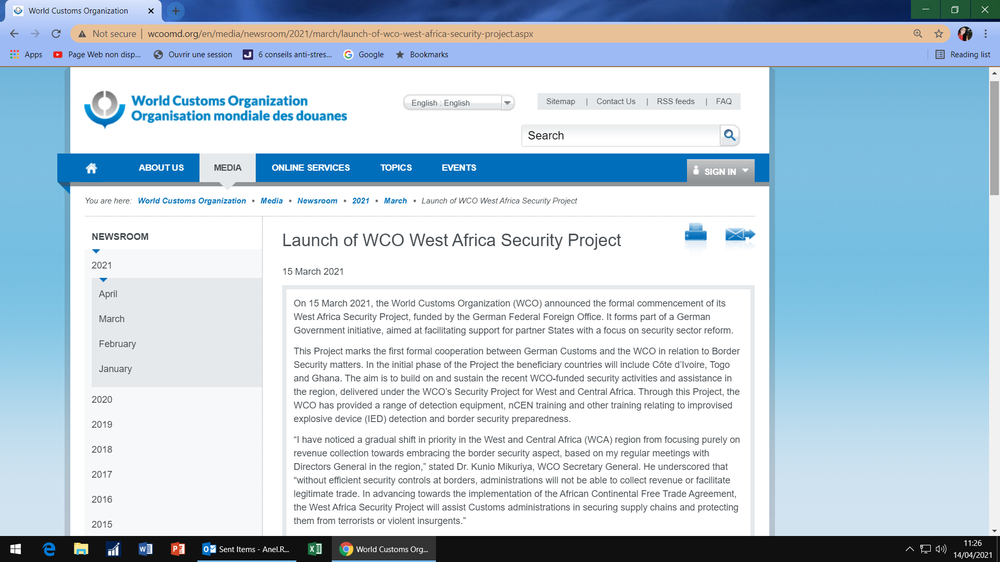 World Customs Organization
Not secure | wcoomd.org/en/media/newsroom/2021/march/launch-of-wco-west-africa-security-project.aspx
Apps Page Web non disp... Ouvrir une session 6 conseils anti-stres... Google Bookmarks Reading list
World Customs Organization
Organisation mondiale des douanes
English : English
Sitemap | Contact Us | RSS feeds | FAQ
Search
ABOUT US MEDIA ONLINE SERVICES TOPICS EVENTS SIGN IN
You are here: World Customs Organization • Media • Newsroom • 2021 • March • Launch of WCO West Africa Security Project
NEWSROOM
2021
April
March
February
January
2020
2019
2018
2017
2016
2015
Launch of WCO West Africa Security Project
15 March 2021
On 15 March 2021, the World Customs Organization (WCO) announced the formal commencement of its
West Africa Security Project, funded by the German Federal Foreign Office. It forms part of a German
Government initiative, aimed at facilitating support for partner States with a focus on security sector reform.
This Project marks the first formal cooperation between German Customs and the WCO in relation to Border
Security matters. In the initial phase of the Project the beneficiary countries will include Côte d’Ivoire, Togo
and Ghana. The aim is to build on and sustain the recent WCO-funded security activities and assistance in
the region, delivered under the WCO’s Security Project for West and Central Africa. Through this Project, the
WCO has provided a range of detection equipment, nCEN training and other training relating to improvised
explosive device (IED) detection and border security preparedness.
“I have noticed a gradual shift in priority in the West and Central Africa (WCA) region from focusing purely on
revenue collection towards embracing the border security aspect, based on my regular meetings with
Directors General in the region,” stated Dr. Kunio Mikuriya, WCO Secretary General. He underscored that
“without efficient security controls at borders, administrations will not be able to collect revenue or facilitate
legitimate trade. In advancing towards the implementation of the African Continental Free Trade Agreement,
the West Africa Security Project will assist Customs administrations in securing supply chains and protecting
them from terrorists or violent insurgents.”
Sent Items - Anel.R... World Customs Org...
11:26
14/04/2021